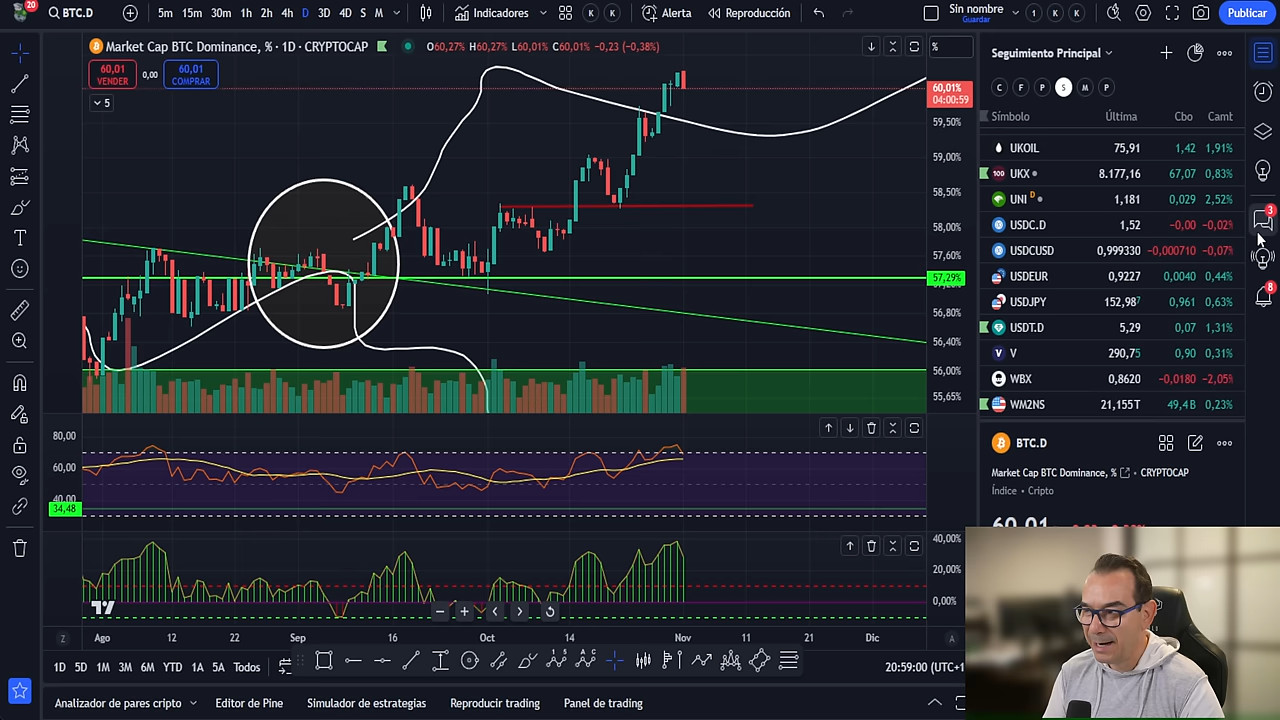 20 BTC.D 5m 15m 30m 1h 2h 4h D 3D 4D S M Indicadores K K Alerta Reproducción Sin nombre 1 K K Publicar
Guardar
Market Cap BTC Dominance, % · 1D · CRYPTOCAP O60,27% H60,27% L60,01% C60,01% -0,23 (-0,38%) %
60,01 VENDER 0,00 60,01 COMPRAR
5
60,01%
04:00:59
59,50%
59,00%
58,50%
58,00%
57,60%
57,29%
56,80%
56,40%
56,00%
55,65%
80,00
60,00
40,00
34,48
40,00%
20,00%
0,00%
Z Ago 12 22 Sep 16 Oct 14 Nov 11 21 Dic A
1D 5D 1M 3M 6M YTD 1A 5A Todos 20:59:00 (UTC+1
Analizador de pares cripto Editor de Pine Simulador de estrategias Reproducir trading Panel de trading
Seguimiento Principal
C F P S M P
Símbolo Última Cbo Camt
UKOIL 75,91 1,42 1,91%
100 UKX 8.177,16 67,07 0,83%
UNI D 1,181 0,029 2,52%
USDC.D 1,52 -0,00 -0,02%
USDCUSD 0,999330 -0,000710 -0,07%
USDEUR 0,9227 0,0040 0,44%
USDJPY 152,987 0,961 0,63%
USDT.D 5,29 0,07 1,31%
V V 290,75 0,90 0,31%
WBX 0,8620 -0,0180 -2,05%
WM2NS 21,155T 49,4B 0,23%
BTC.D
Market Cap BTC Dominance, % · CRYPTOCAP
Índice · Cripto
60,01
3
8